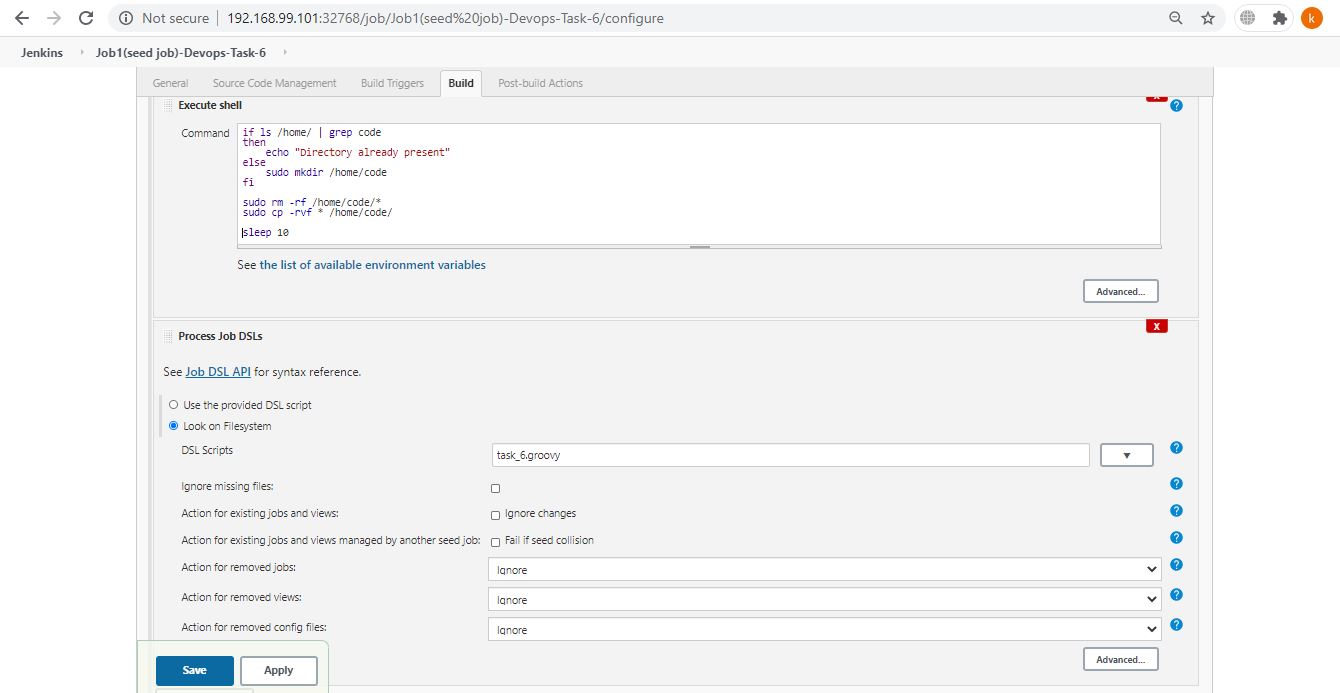 Not secure | 192.168.99.101:32768/job/Job1(seed%20job)-Devops-Task-6/configure
k
Jenkins Job1(seed job)-Devops-Task-6
General Source Code Management Build Triggers Build Post-build Actions
X
Execute shell ?
Command
if ls /home/ | grep code
then
echo "Directory already present"
else
sudo mkdir /home/code
fi
sudo rm -rf /home/code/*
sudo cp -rvf * /home/code/
sleep 10
See the list of available environment variables
Advanced...
X
Process Job DSLs
See Job DSL API for syntax reference.
Use the provided DSL script
Look on Filesystem
DSL Scripts task_6.groovy ?
Ignore missing files: ?
Action for existing jobs and views: Ignore changes ?
Action for existing jobs and views managed by another seed job: Fail if seed collision ?
Action for removed jobs: Ignore ?
Action for removed views: Ignore ?
Action for removed config files: Ignore ?
Advanced...
Save Apply